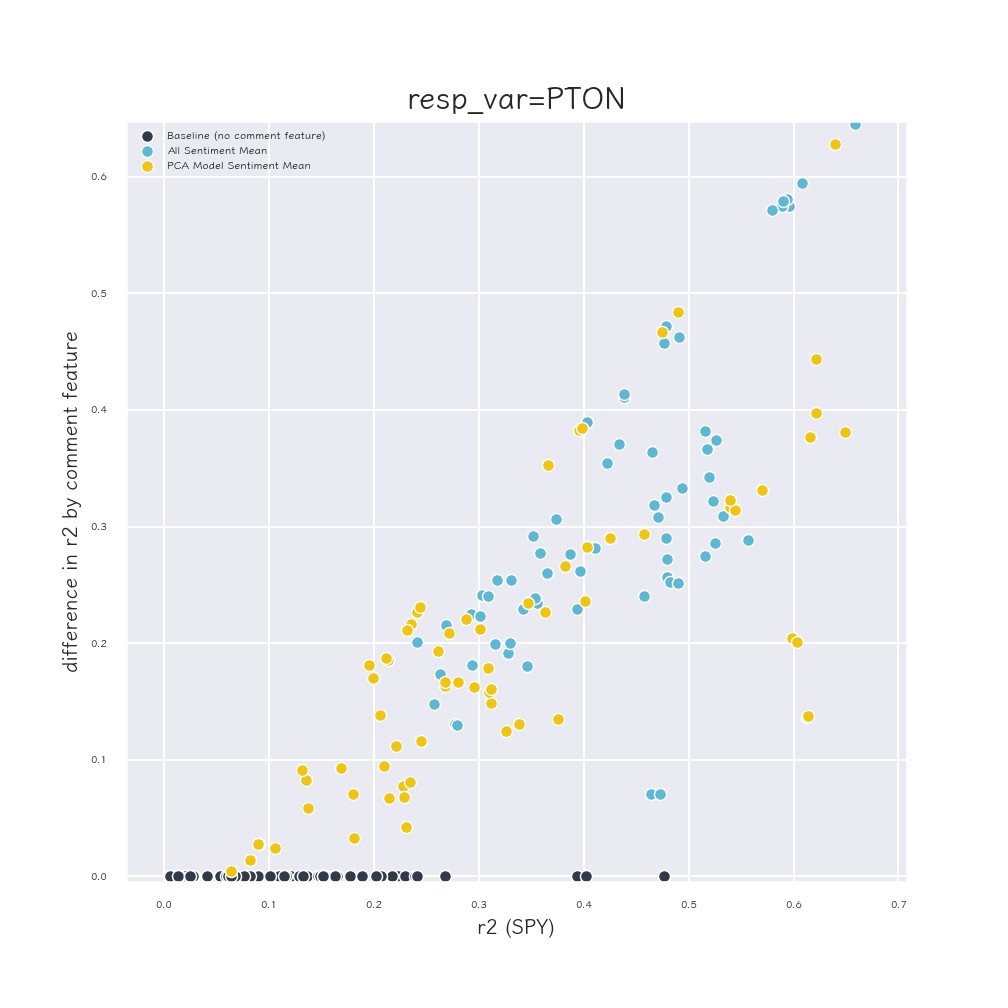 resp_var=PTON
Baseline (no comment feature)
All Sentiment Mean
PCA Model Sentiment Mean
difference in r2 by comment feature
0.6
0.5
0.4
0.3
0.2
0.1
0.0
0.0 0.1 0.2 0.3 0.4 0.5 0.6 0.7
r2 (SPY)